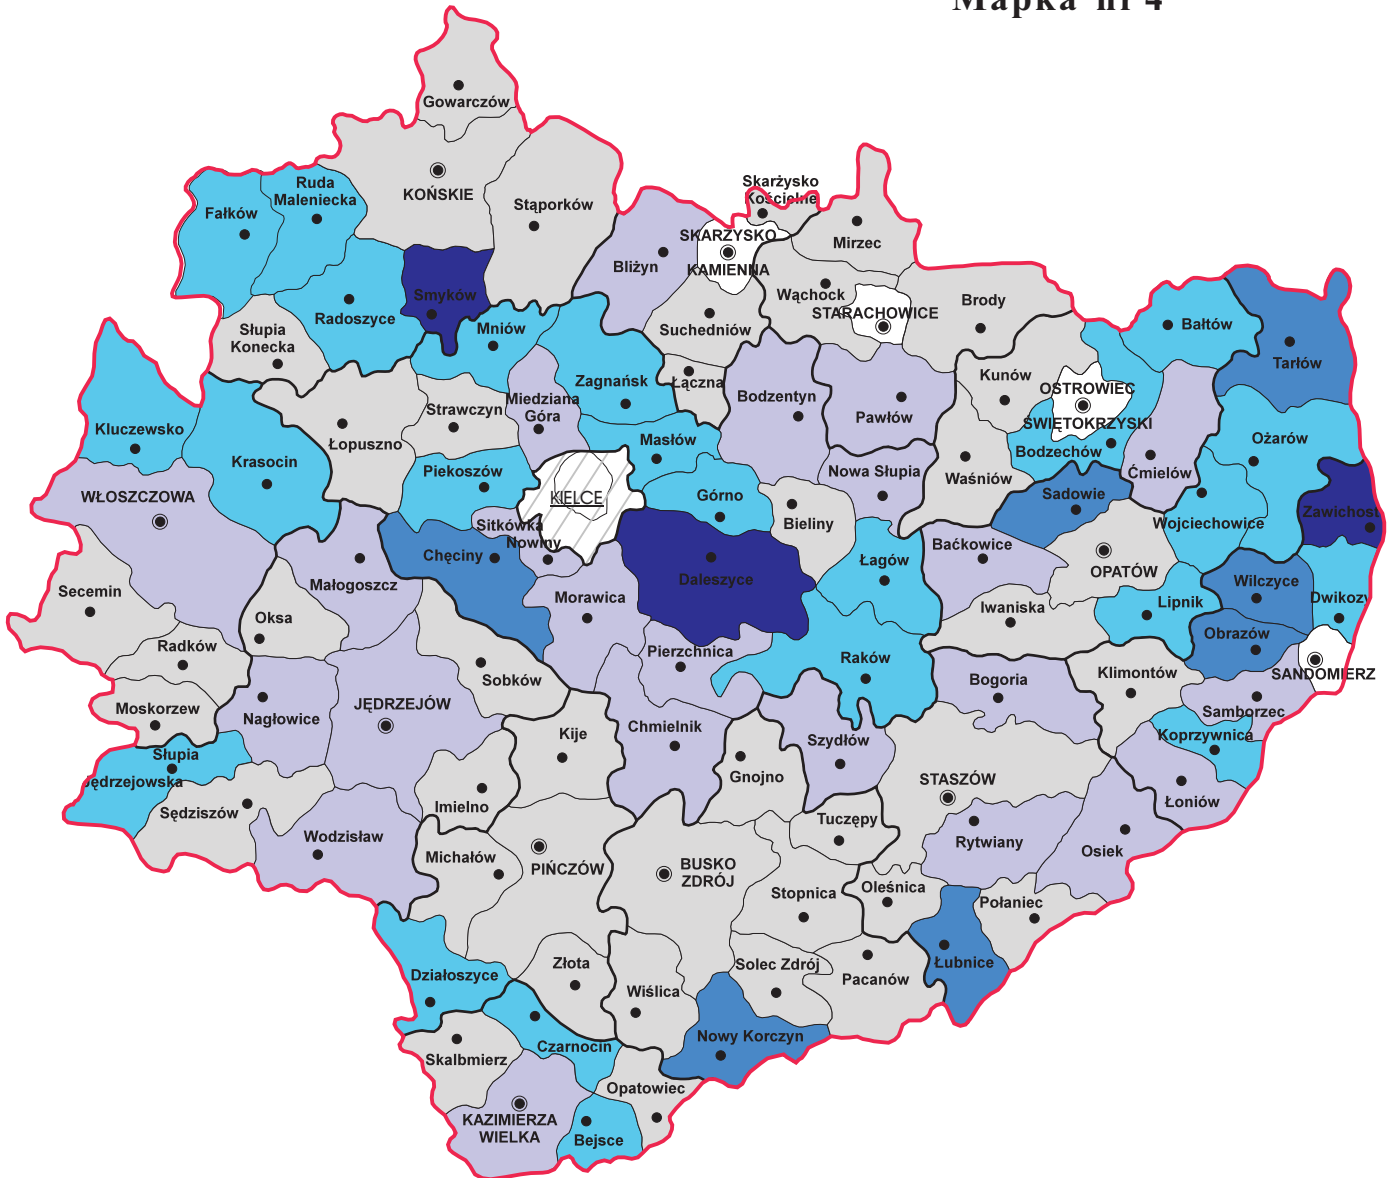 Mapka nr 4
Gowarczów
KOŃSKIE
Stąporków
Ruda
Maleniecka
Fałków
Skarżysko
Kościelne
SKARZYSKO
KAMIENNA
Mirzec
Bliżyn
Smyków
Radoszyce
Mniów
Suchedniów
Wąchock
STARACHOWICE
Brody
Bałtów
Tarłów
Słupia
Konecka
Zagnańsk
Łączna
Kunów
OSTROWIEC
ŚWIĘTOKRZYSKI
Bodzechów
Strawczyn
Miedziana
Góra
Bodzentyn
Pawłów
Kluczewsko
Krasocin
Łopuszno
Masłów
Ożarów
Piekoszów
Nowa Słupia
Waśniów
Ćmielów
WŁOSZCZOWA
KIELCE
Górno
Sadowie
Zawichost
Sitkówka
Nowiny
Bieliny
Wojciechowice
Chęciny
Łagów
Baćkowice
OPATÓW
Małogoszcz
Daleszyce
Wilczyce
Secemin
Morawica
Iwaniska
Lipnik
Dwikozy
Oksa
Obrazów
Radków
Pierzchnica
Raków
Klimontów
SANDOMIERZ
Sobków
Bogoria
Moskorzew
Nagłowice
JĘDRZEJÓW
Samborzec
Kije
Chmielnik
Szydłów
Koprzywnica
Słupia
Jędrzejowska
Gnojno
STASZÓW
Imielno
Łoniów
Sędziszów
Tuczępy
Wodzisław
Rytwiany
Osiek
Michałów
PIŃCZÓW
BUSKO
ZDRÓJ
Stopnica
Oleśnica
Połaniec
Działoszyce
Złota
Solec Zdrój
Pacanów
Łubnice
Wiślica
Nowy Korczyn
Czarnocin
Skalbmierz
Opatowiec
KAZIMIERZA
WIELKA
Bejsce